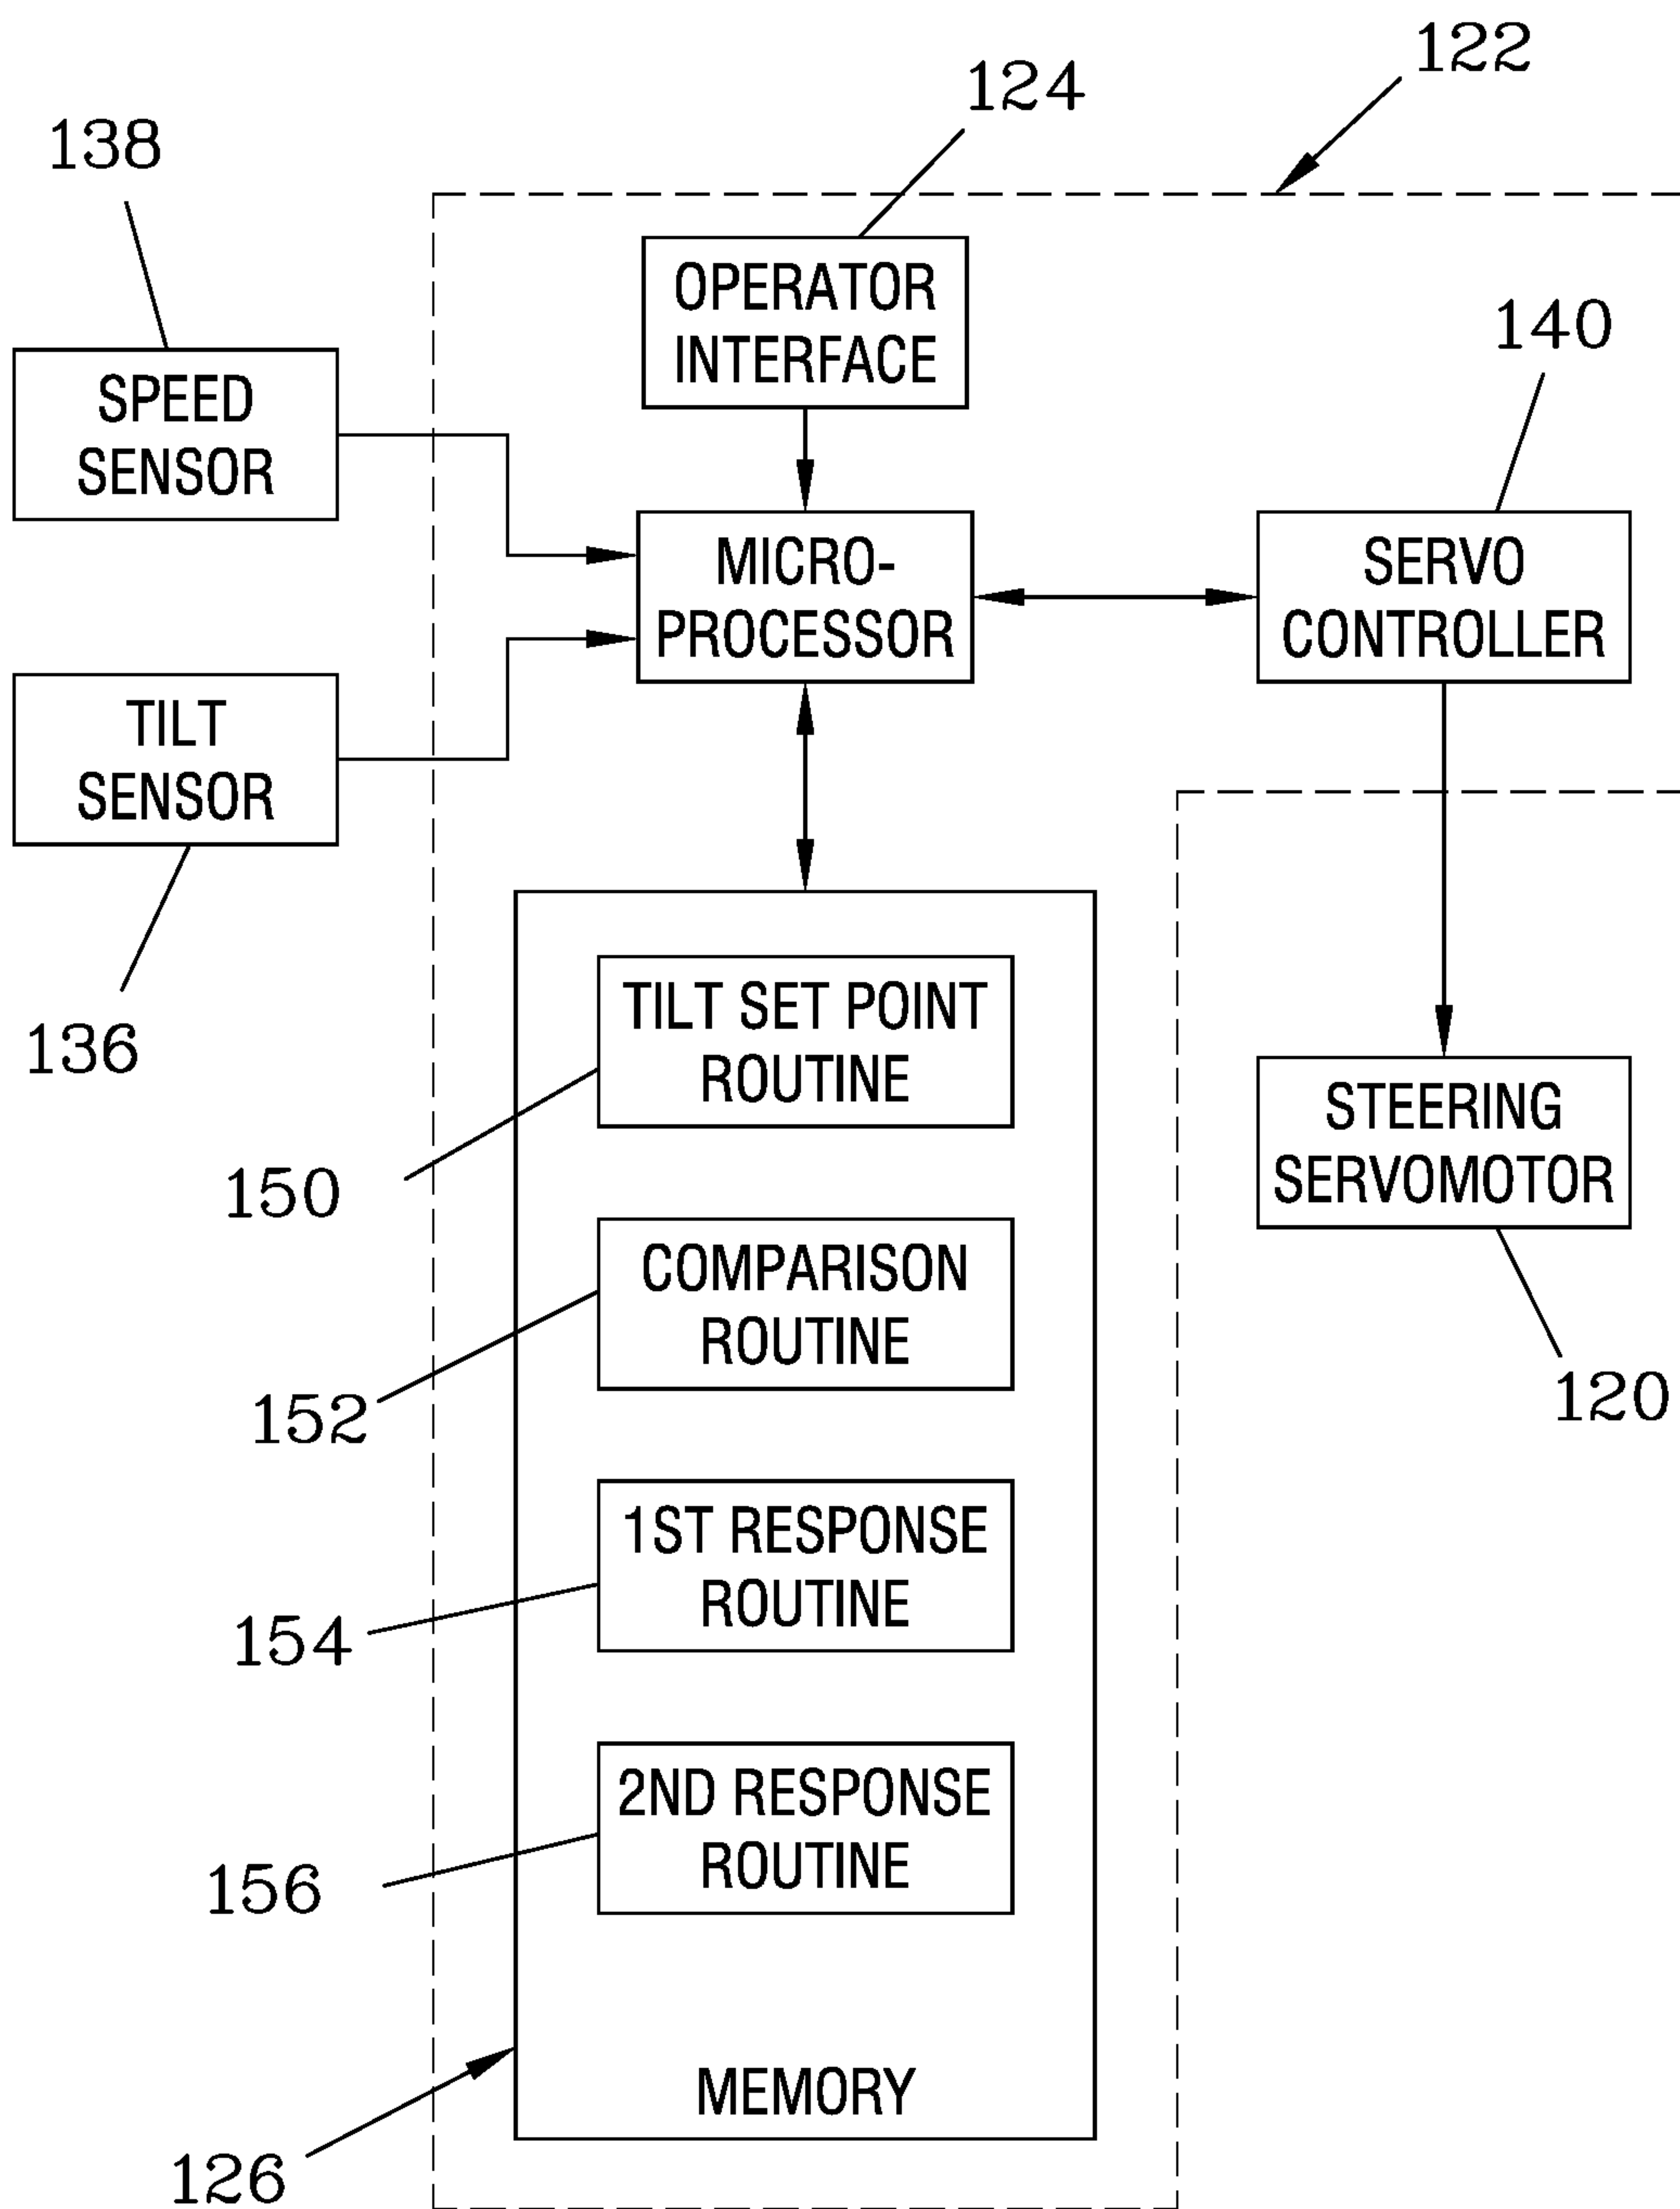 122
124
138
OPERATOR
INTERFACE
140
SPEED
SENSOR
MICRO-
PROCESSOR
SERVO
CONTROLLER
TILT
SENSOR
136
TILT SET POINT
ROUTINE
150
STEERING
SERVOMOTOR
120
COMPARISON
ROUTINE
152
1ST RESPONSE
ROUTINE
154
2ND RESPONSE
ROUTINE
156
MEMORY
126